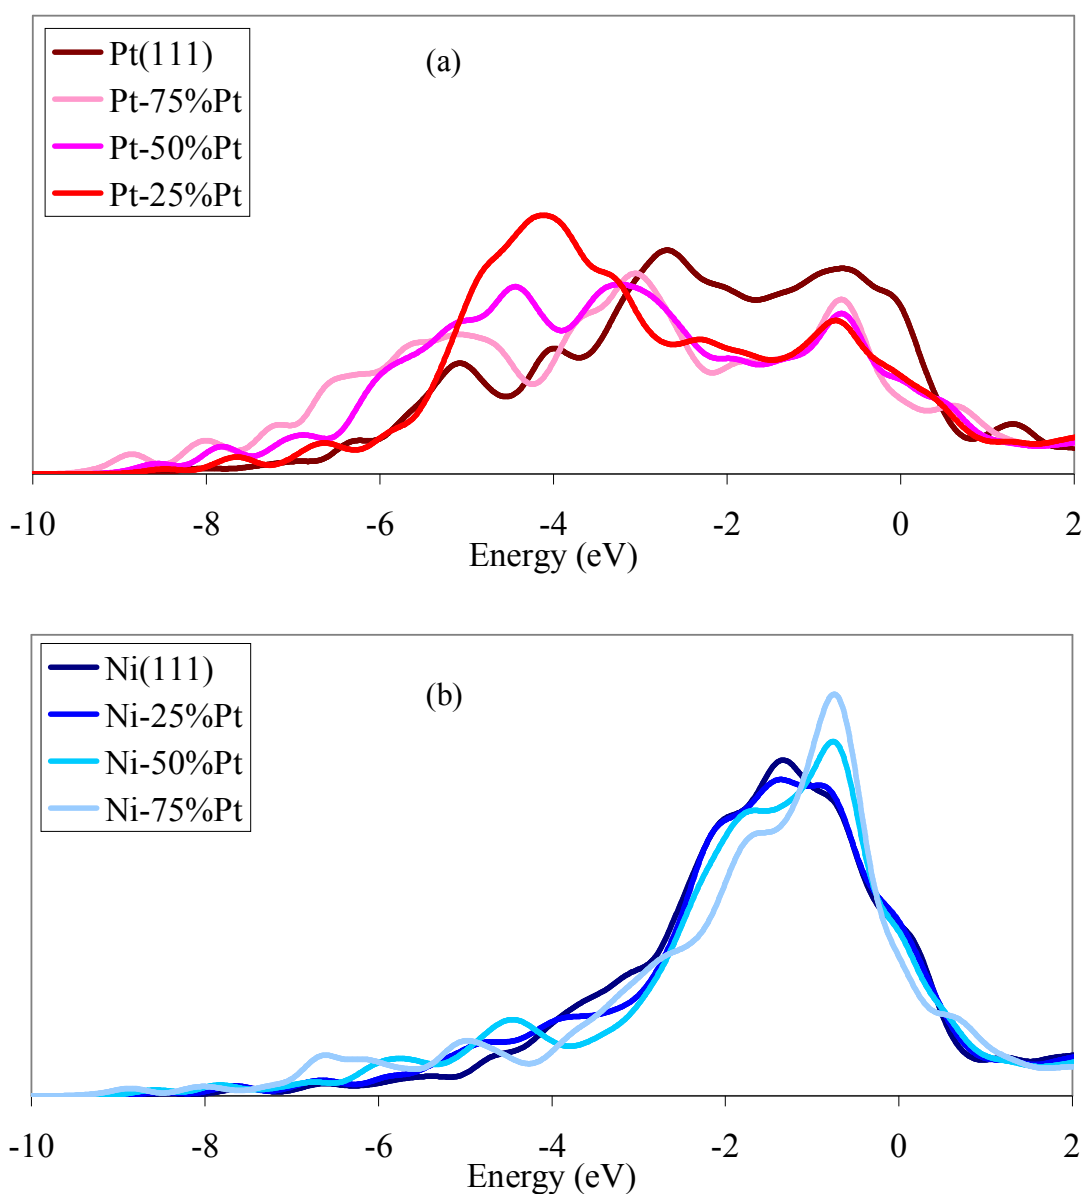 Pt(111)
Pt-75%Pt
Pt-50%Pt
Pt-25%Pt
(a)
-10 -8 -6 -4 -2 0 2
Energy (eV)
Ni(111)
Ni-25%Pt
Ni-50%Pt
Ni-75%Pt
(b)
-10 -8 -6 -4 -2 0 2
Energy (eV)